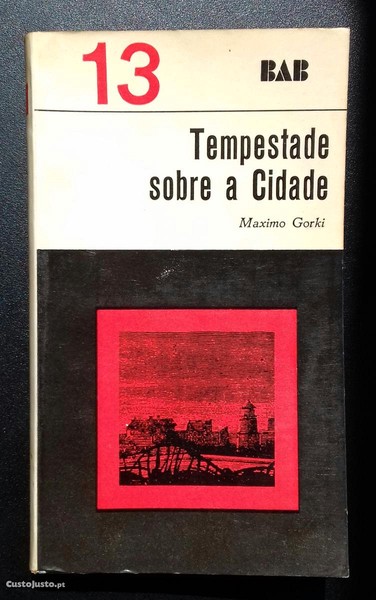 13
BAB
Tempestade
sobre a Cidade
Maximo Gorki
CustoJusto.pt